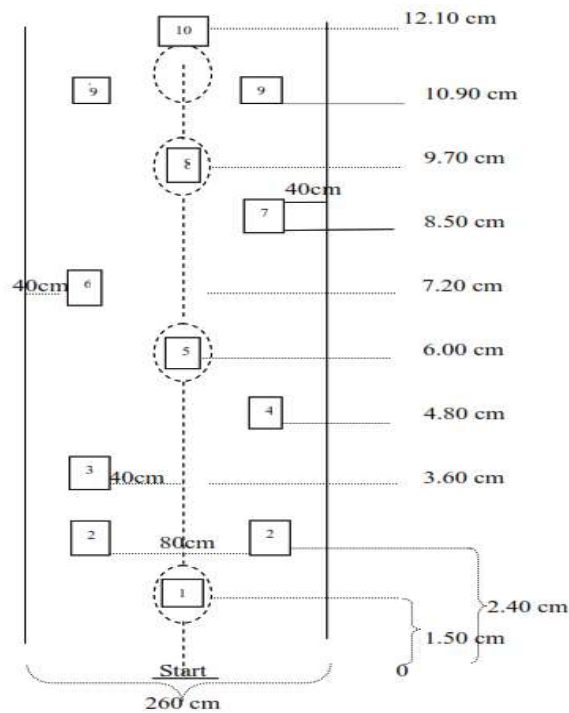 12.10 cm
10
9
9
10.90 cm
8
9.70 cm
40cm
7
8.50 cm
40cm
6
7.20 cm
5
6.00 cm
4
4.80 cm
3
40cm
3.60 cm
2
80cm
2
1
2.40 cm
1.50 cm
Start
0
260 cm